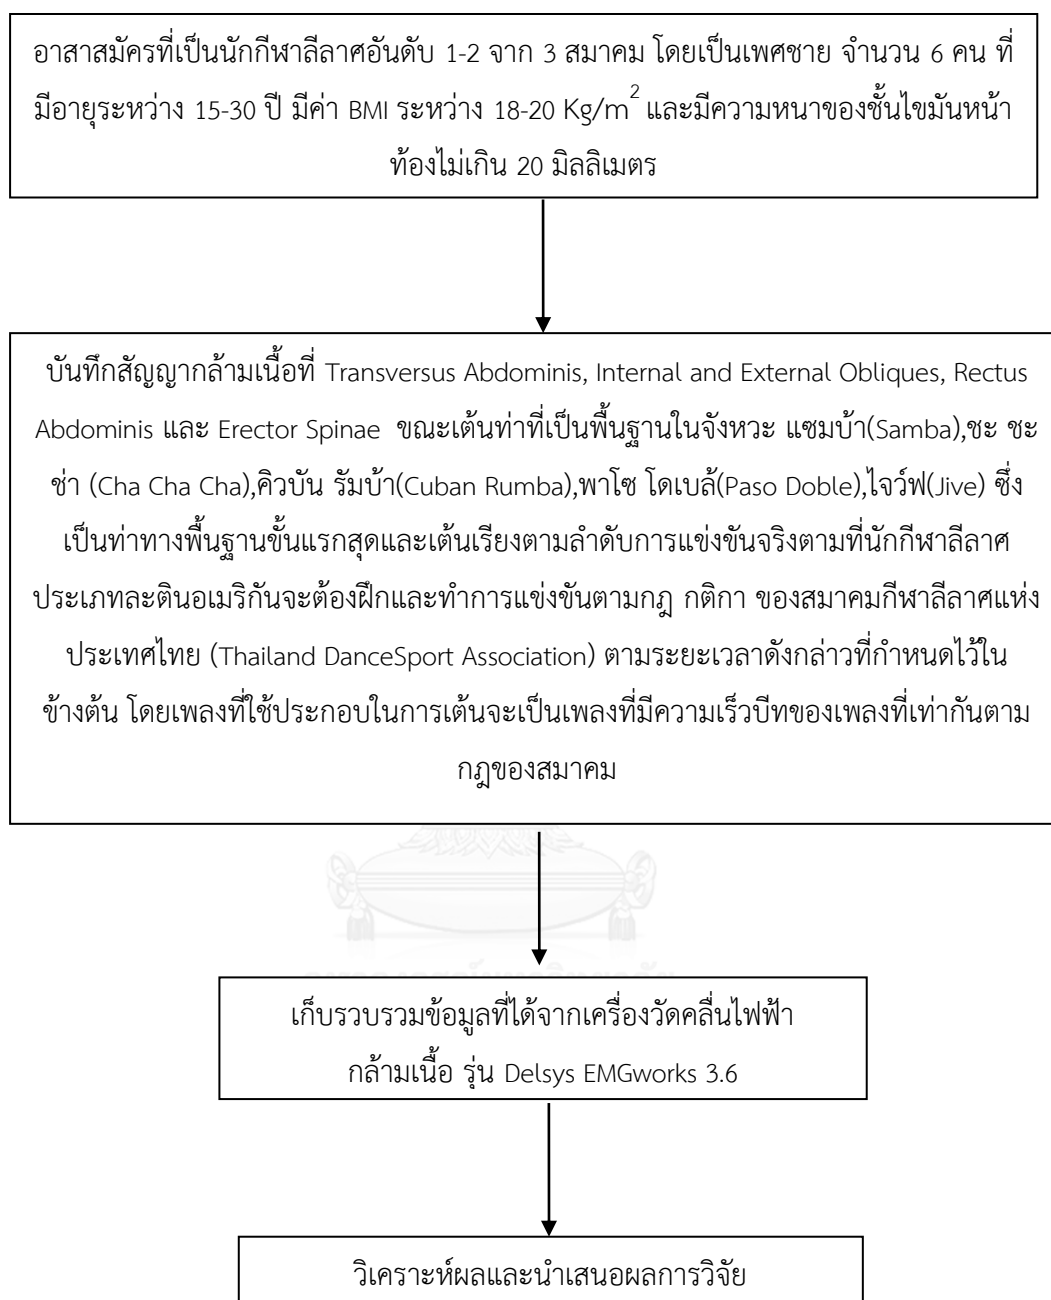 อาสาสมัครที่เป็นนักกีฬาลีลาศอันดับ 1-2 จาก 3 สมาคม โดยเป็นเพศชาย จำนวน 6 คน ที่
มีอายุระหว่าง 15-30 ปี มีค่า BMI ระหว่าง 18-20 Kg/m² และมีความหนาของชั้นไขมันหน้า
ท้องไม่เกิน 20 มิลลิเมตร
บันทึกสัญญากล้ามเนื้อที่ Transversus Abdominis, Internal and External Obliques, Rectus
Abdominis และ Erector Spinae ขณะเต้นท่าที่เป็นพื้นฐานในจังหวะ แซมบ้า(Samba),ชะ ชะ
ช่า (Cha Cha Cha),คิวบัน รัมบ้า(Cuban Rumba),พาโซ โดเบล้(Paso Doble),ไจว์ฟ(Jive) ซึ่ง
เป็นท่าทางพื้นฐานขั้นแรกสุดและเต้นเรียงตามลำดับการแข่งขันจริงตามที่นักกีฬาลีลาศ
ประเภทละตินอเมริกันจะต้องฝึกและทำการแข่งขันตามกฎ กติกา ของสมาคมกีฬาลีลาศแห่ง
ประเทศไทย (Thailand DanceSport Association) ตามระยะเวลาดังกล่าวที่กำหนดไว้ใน
ข้างต้น โดยเพลงที่ใช้ประกอบในการเต้นจะเป็นเพลงที่มีความเร็วบีทของเพลงที่เท่ากันตาม
กฎของสมาคม
เก็บรวบรวมข้อมูลที่ได้จากเครื่องวัดคลื่นไฟฟ้า
กล้ามเนื้อ รุ่น Delsys EMGworks 3.6
วิเคราะห์ผลและนำเสนอผลการวิจัย